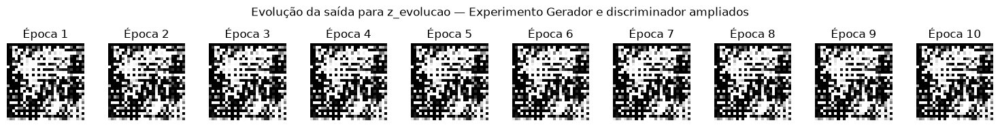 Evolução da saída para z_evolucao — Experimento Gerador e discriminador ampliados
Época 1 Época 2 Época 3 Época 4 Época 5 Época 6 Época 7 Época 8 Época 9 Época 10